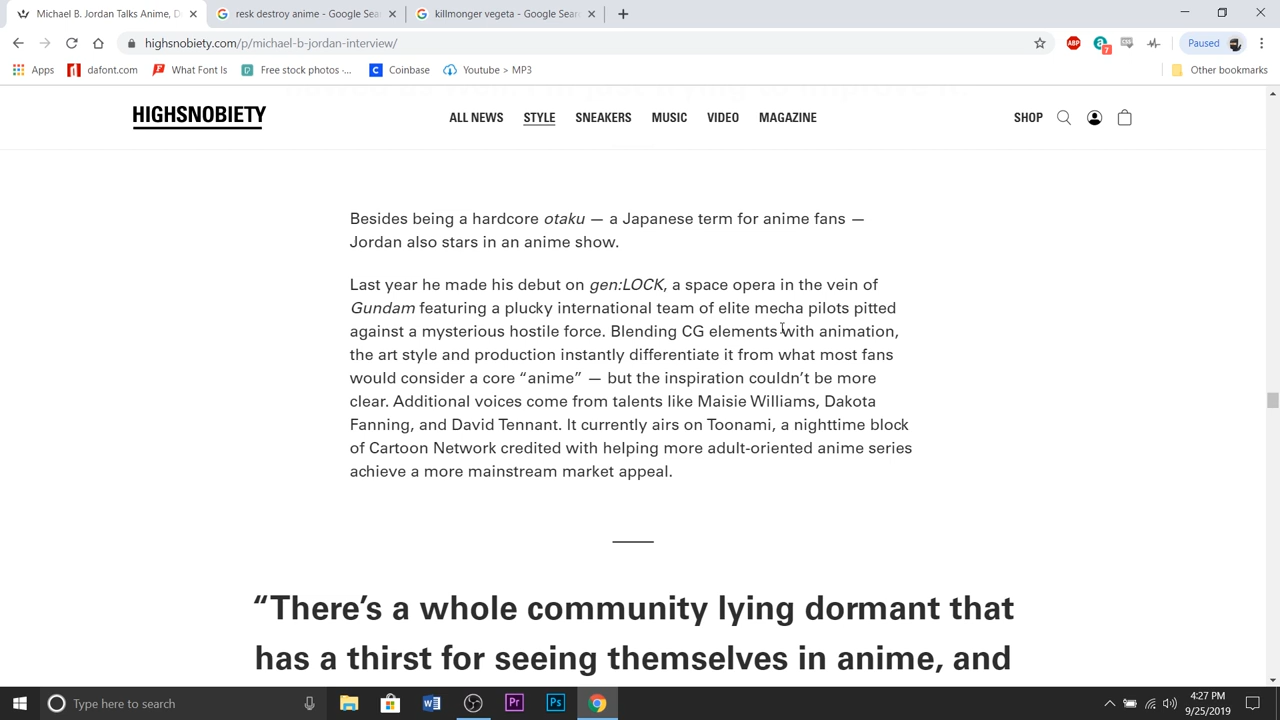 Michael B. Jordan Talks Anime, D
resk destroy anime - Google Sea
killmonger vegeta - Google Sear
highsnobiety.com/p/michael-b-jordan-interview/
ABP
7
Paused
Apps
dafont.com
What Font Is
Free stock photos ·...
Coinbase
Youtube > MP3
Other bookmarks
HIGHSNOBIETY
ALL NEWS
STYLE
SNEAKERS
MUSIC
VIDEO
MAGAZINE
SHOP
Besides being a hardcore otaku — a Japanese term for anime fans —
Jordan also stars in an anime show.
Last year he made his debut on gen:LOCK, a space opera in the vein of
Gundam featuring a plucky international team of elite mecha pilots pitted
against a mysterious hostile force. Blending CG elements with animation,
the art style and production instantly differentiate it from what most fans
would consider a core “anime” — but the inspiration couldn’t be more
clear. Additional voices come from talents like Maisie Williams, Dakota
Fanning, and David Tennant. It currently airs on Toonami, a nighttime block
of Cartoon Network credited with helping more adult-oriented anime series
achieve a more mainstream market appeal.
“There’s a whole community lying dormant that
has a thirst for seeing themselves in anime, and
Type here to search
Pr
Ps
4:27 PM
9/25/2019